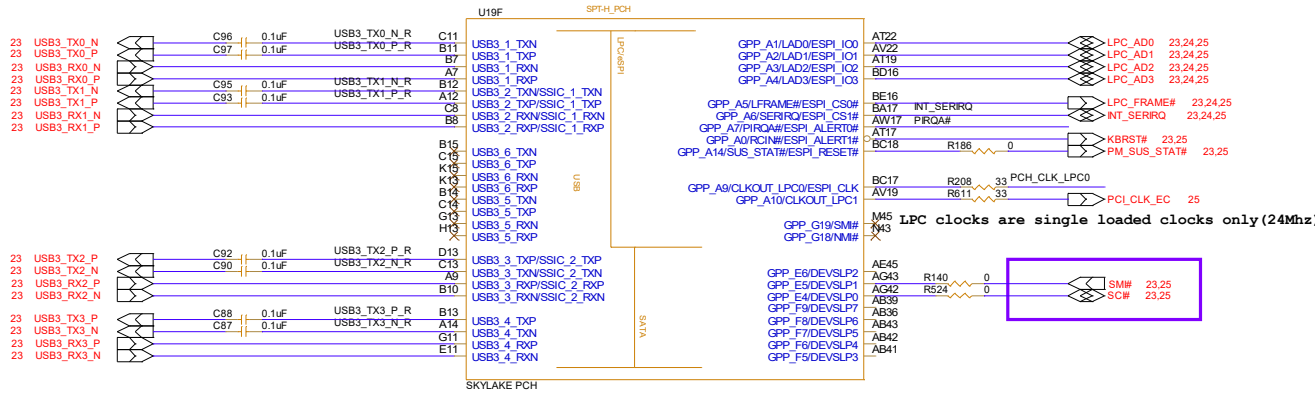 U19F
SPT-H_PCH
23 USB3_TX0_N C96 0.1uF USB3_TX0_N_R C11 USB3_1_TXN
23 USB3_TX0_P C97 0.1uF USB3_TX0_P_R B11 USB3_1_TXP
23 USB3_RX0_N B7 USB3_1_RXN
23 USB3_RX0_P A7 USB3_1_RXP
23 USB3_TX1_N C95 0.1uF USB3_TX1_N_R B12 USB3_2_TXN/SSIC_1_TXN
23 USB3_TX1_P C93 0.1uF USB3_TX1_P_R A12 USB3_2_TXP/SSIC_1_TXP
23 USB3_RX1_N C8 USB3_2_RXN/SSIC_1_RXN
23 USB3_RX1_P B8 USB3_2_RXP/SSIC_1_RXP
B15 USB3_6_TXN
C15 USB3_6_TXP
K15 USB3_6_RXN
K13 USB3_6_RXP
B14 USB3_5_TXN
C14 USB3_5_TXP
G13 USB3_5_RXN
H13 USB3_5_RXP
23 USB3_TX2_P C92 0.1uF USB3_TX2_P_R D13 USB3_3_TXP/SSIC_2_TXP
23 USB3_TX2_N C90 0.1uF USB3_TX2_N_R C13 USB3_3_TXN/SSIC_2_TXN
23 USB3_RX2_P A9 USB3_3_RXP/SSIC_2_RXP
23 USB3_RX2_N B10 USB3_3_RXN/SSIC_2_RXN
23 USB3_TX3_P C88 0.1uF USB3_TX3_P_R B13 USB3_4_TXP
23 USB3_TX3_N C87 0.1uF USB3_TX3_N_R A14 USB3_4_TXN
23 USB3_RX3_P G11 USB3_4_RXP
23 USB3_RX3_N E11 USB3_4_RXN
LPC/eSPI
USB
SATA
GPP_A1/LAD0/ESPI_IO0 AT22 LPC_AD0 23,24,25
GPP_A2/LAD1/ESPI_IO1 AV22 LPC_AD1 23,24,25
GPP_A3/LAD2/ESPI_IO2 AT19 LPC_AD2 23,24,25
GPP_A4/LAD3/ESPI_IO3 BD16 LPC_AD3 23,24,25
GPP_A5/LFRAME#/ESPI_CS0# BE16 LPC_FRAME# 23,24,25
GPP_A6/SERIRQ/ESPI_CS1# BA17 INT_SERIRQ INT_SERIRQ 23,24,25
GPP_A7/PIRQA#/ESPI_ALERT0# AW17 PIRQA#
GPP_A0/RCIN#/ESPI_ALERT1# AT17 KBRST# 23,25
GPP_A14/SUS_STAT#/ESPI_RESET# BC18 R186 0 PM_SUS_STAT# 23,25
GPP_A9/CLKOUT_LPC0/ESPI_CLK BC17 R208 33 PCH_CLK_LPC0
GPP_A10/CLKOUT_LPC1 AV19 R611 33 PCI_CLK_EC 25
GPP_G19/SMI# M45
LPC clocks are single loaded clocks only(24Mhz)
GPP_G18/NMI# N43
GPP_E6/DEVSLP2 AE45
GPP_E5/DEVSLP1 AG43 R140 0 SMI# 23,25
GPP_E4/DEVSLP0 AG42 R524 0 SCI# 23,25
GPP_F9/DEVSLP7 AB39
GPP_F8/DEVSLP6 AB36
GPP_F7/DEVSLP5 AB43
GPP_F6/DEVSLP4 AB42
GPP_F5/DEVSLP3 AB41
SKYLAKE PCH